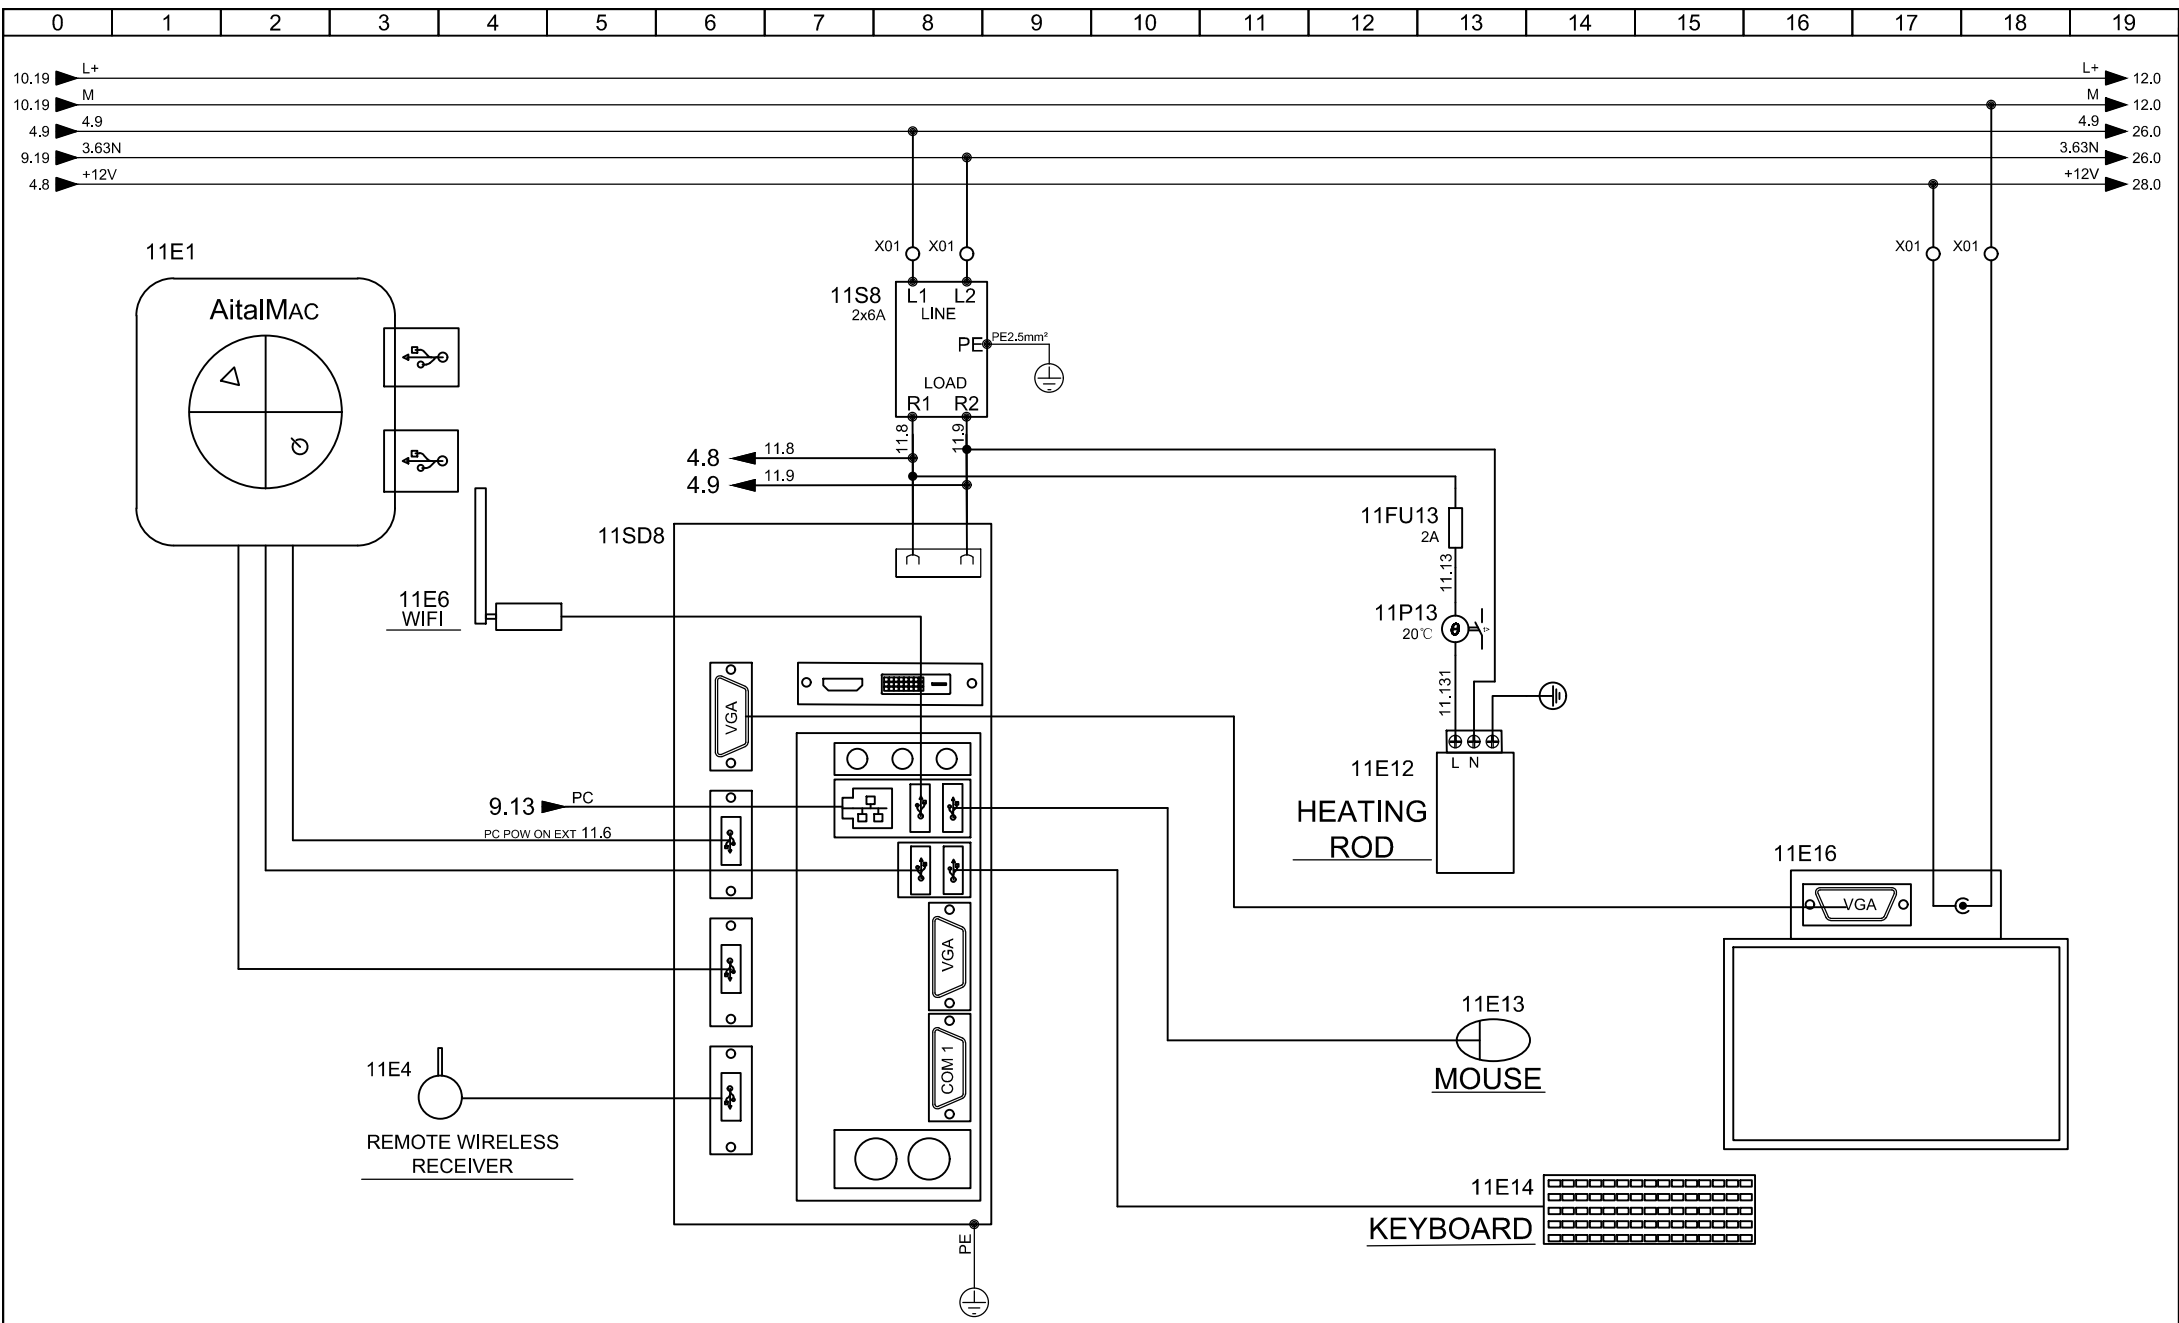 0 1 2 3 4 5 6 7 8 9 10 11 12 13 14 15 16 17 18 19
10.19 L+ L+ 12.0
10.19 M M 12.0
4.9 4.9 4.9 26.0
9.19 3.63N 3.63N 26.0
4.8 +12V +12V 28.0
11E1
AitalMAC
X01 X01
X01 X01
11S8
2x6A
L1 L2
LINE
PE
PE2.5mm²
LOAD
R1 R2
11.8
11.9
4.8 11.8
4.9 11.9
11SD8
11FU13
2A
11.13
11E6
WIFI
11P13
20℃
θ
11.131
VGA
L N
11E12
HEATING
ROD
9.13 PC
PC POW ON EXT 11.6
11E16
VGA
VGA
11E13
MOUSE
COM 1
11E4
REMOTE WIRELESS
RECEIVER
11E14
KEYBOARD
PE